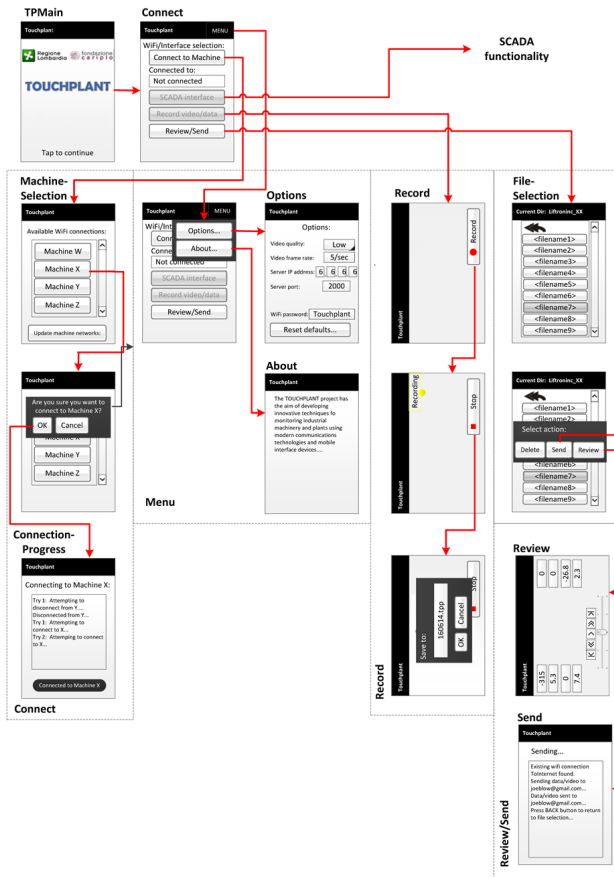 TPMain
Connect
Touchplant:
Touchplant:
MENU
Regione
Lombardia
fondazione
cariplo
TOUCHPLANT
Tap to continue
WiFi/Interface selection:
Connect to Machine
Connected to:
Not connected
SCADA interface
Record video/data
Review/Send
SCADA
functionality
Machine-
Selection
Touchplant
Available WiFi connections:
Machine W
Machine X
Machine Y
Machine Z
Update machine networks:
Touchplant
MENU
WiFi/Int
Conn
Conne
Options...
About...
Not connected
SCADA interface
Record video/data
Review/Send
Options
Touchplant
Options:
Video quality:
Low
Video frame rate:
5/sec
Server IP address:
6 6 6 6
Server port:
2000
WiFi password:
Touchplant
Reset defaults...
Record
Touchplant
Record
File-
Selection
Current Dir: Liftroninc_XX
<filename1>
<filename2>
<filename3>
<filename4>
<filename5>
<filename6>
<filename7>
<filename8>
<filename9>
Touchplant
Are you sure you want to
connect to Machine X?
OK
Cancel
Machine X
Machine Y
Machine Z
About
Touchplant
The TOUCHPLANT project has
the aim of developing
innovative techniques fo
monitoring industrial
machinery and plants using
modern communications
technologies and mobile
interface devices....
Menu
Touchplant
Recording
Stop
Current Dir: Liftroninc_XX
<filename1>
<filename2>
Select action:
Delete
Send
Review
<filename6>
<filename7>
<filename8>
<filename9>
Connection-
Progress
Touchplant
Connecting to Machine X:
Try 1: Attempting to
disconnect from Y....
Disconnected from Y...
Try 1: Attempting to
connect to X...
Try 2: Attemping to connect
to X...
Connected to Machine X
Connect
Touchplant
Save to:
160614.tpp
OK
Cancel
Stop
Record
Review
Touchplant
-315
5.3
0
7.4
0
0
-26.8
2.3
Send
Touchplant
Sending...
Existing wifi connection
ToInternet found.
Sending data/video to
joeblow@gmail.com...
Data/video sent to
joeblow@gmail.com...
Press BACK button to return
to file selection...
Review/Send